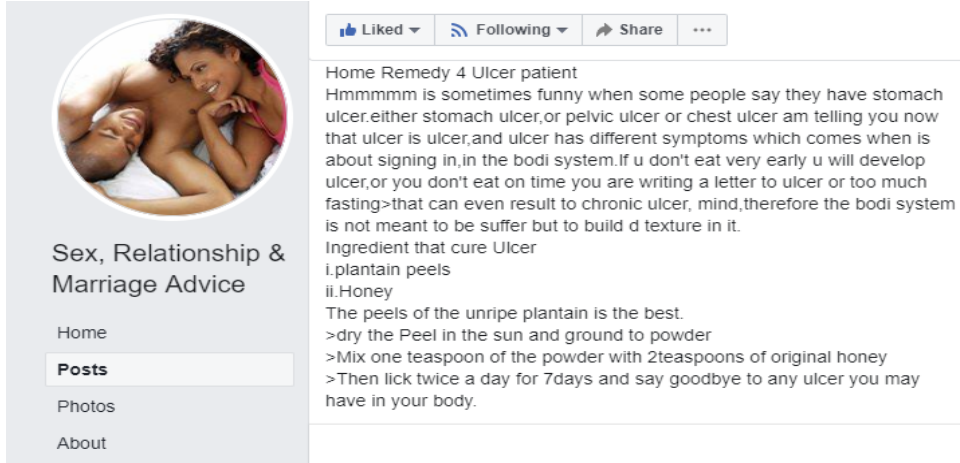 Liked
Following
Share
Home Remedy 4 Ulcer patient
Hmmmmm is sometimes funny when some people say they have stomach
ulcer.either stomach ulcer,or pelvic ulcer or chest ulcer am telling you now
that ulcer is ulcer,and ulcer has different symptoms which comes when is
about signing in,in the bodi system.If u don't eat very early u will develop
ulcer,or you don't eat on time you are writing a letter to ulcer or too much
fasting>that can even result to chronic ulcer, mind,therefore the bodi system
is not meant to be suffer but to build d texture in it.
Ingredient that cure Ulcer
i.plantain peels
ii.Honey
The peels of the unripe plantain is the best.
>dry the Peel in the sun and ground to powder
>Mix one teaspoon of the powder with 2teaspoons of original honey
>Then lick twice a day for 7days and say goodbye to any ulcer you may
have in your body.
Sex, Relationship &
Marriage Advice
Home
Posts
Photos
About